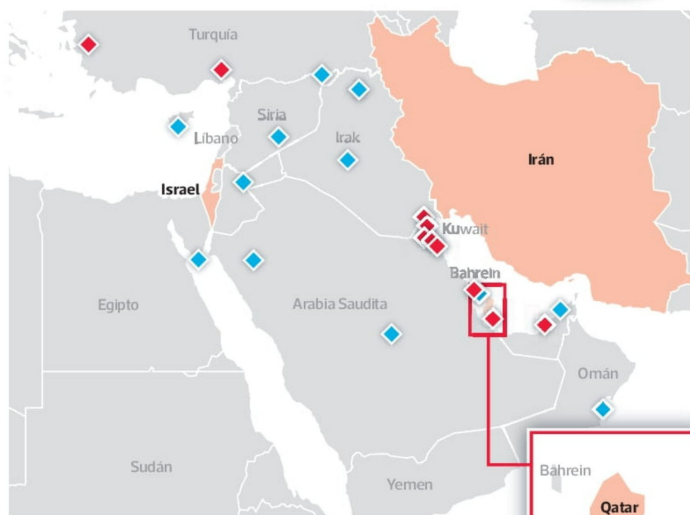 Turquía
Siria
Líbano
Irak
Irán
Israel
Kuwait
Bahrein
Egipto
Arabia Saudita
Omán
Sudán
Yemen
Bahrein
Qatar